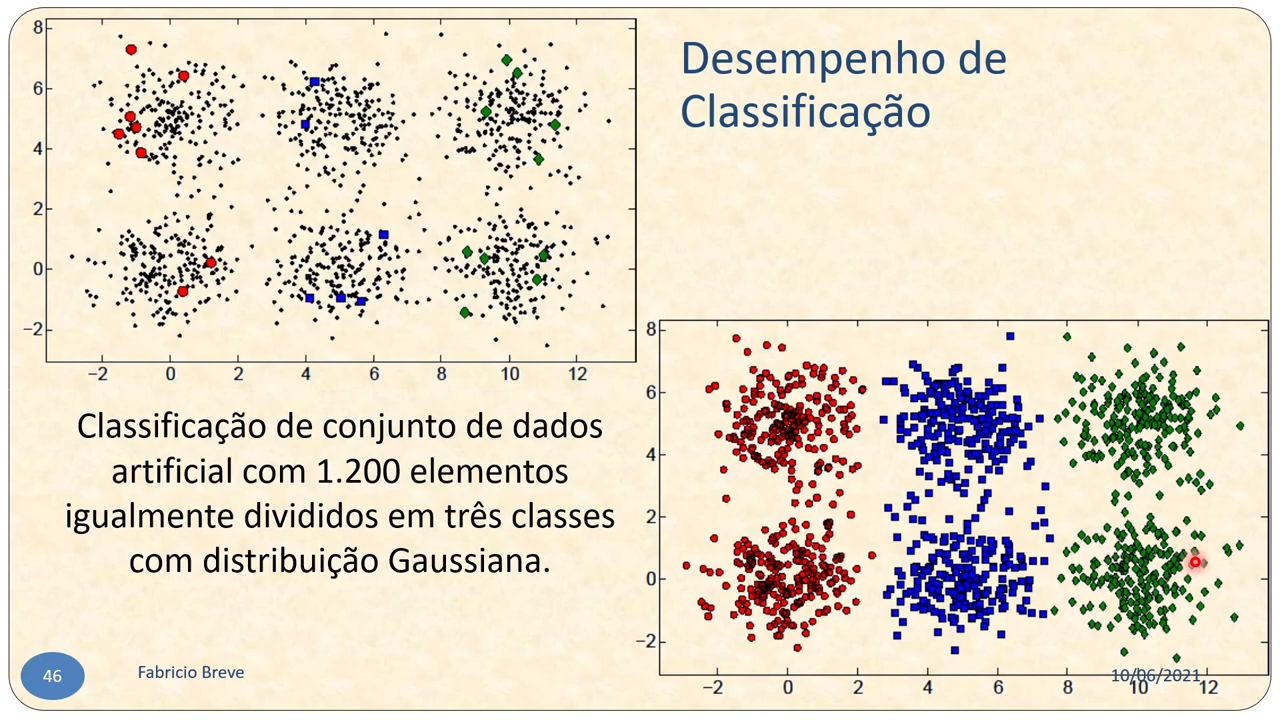 Desempenho de
Classificação
8
6
4
2
0
−2
−2 0 2 4 6 8 10 12
Classificação de conjunto de dados
artificial com 1.200 elementos
igualmente divididos em três classes
com distribuição Gaussiana.
8
6
4
2
0
−2
−2 0 2 4 6 8 10 12
46
Fabricio Breve
10/06/2021